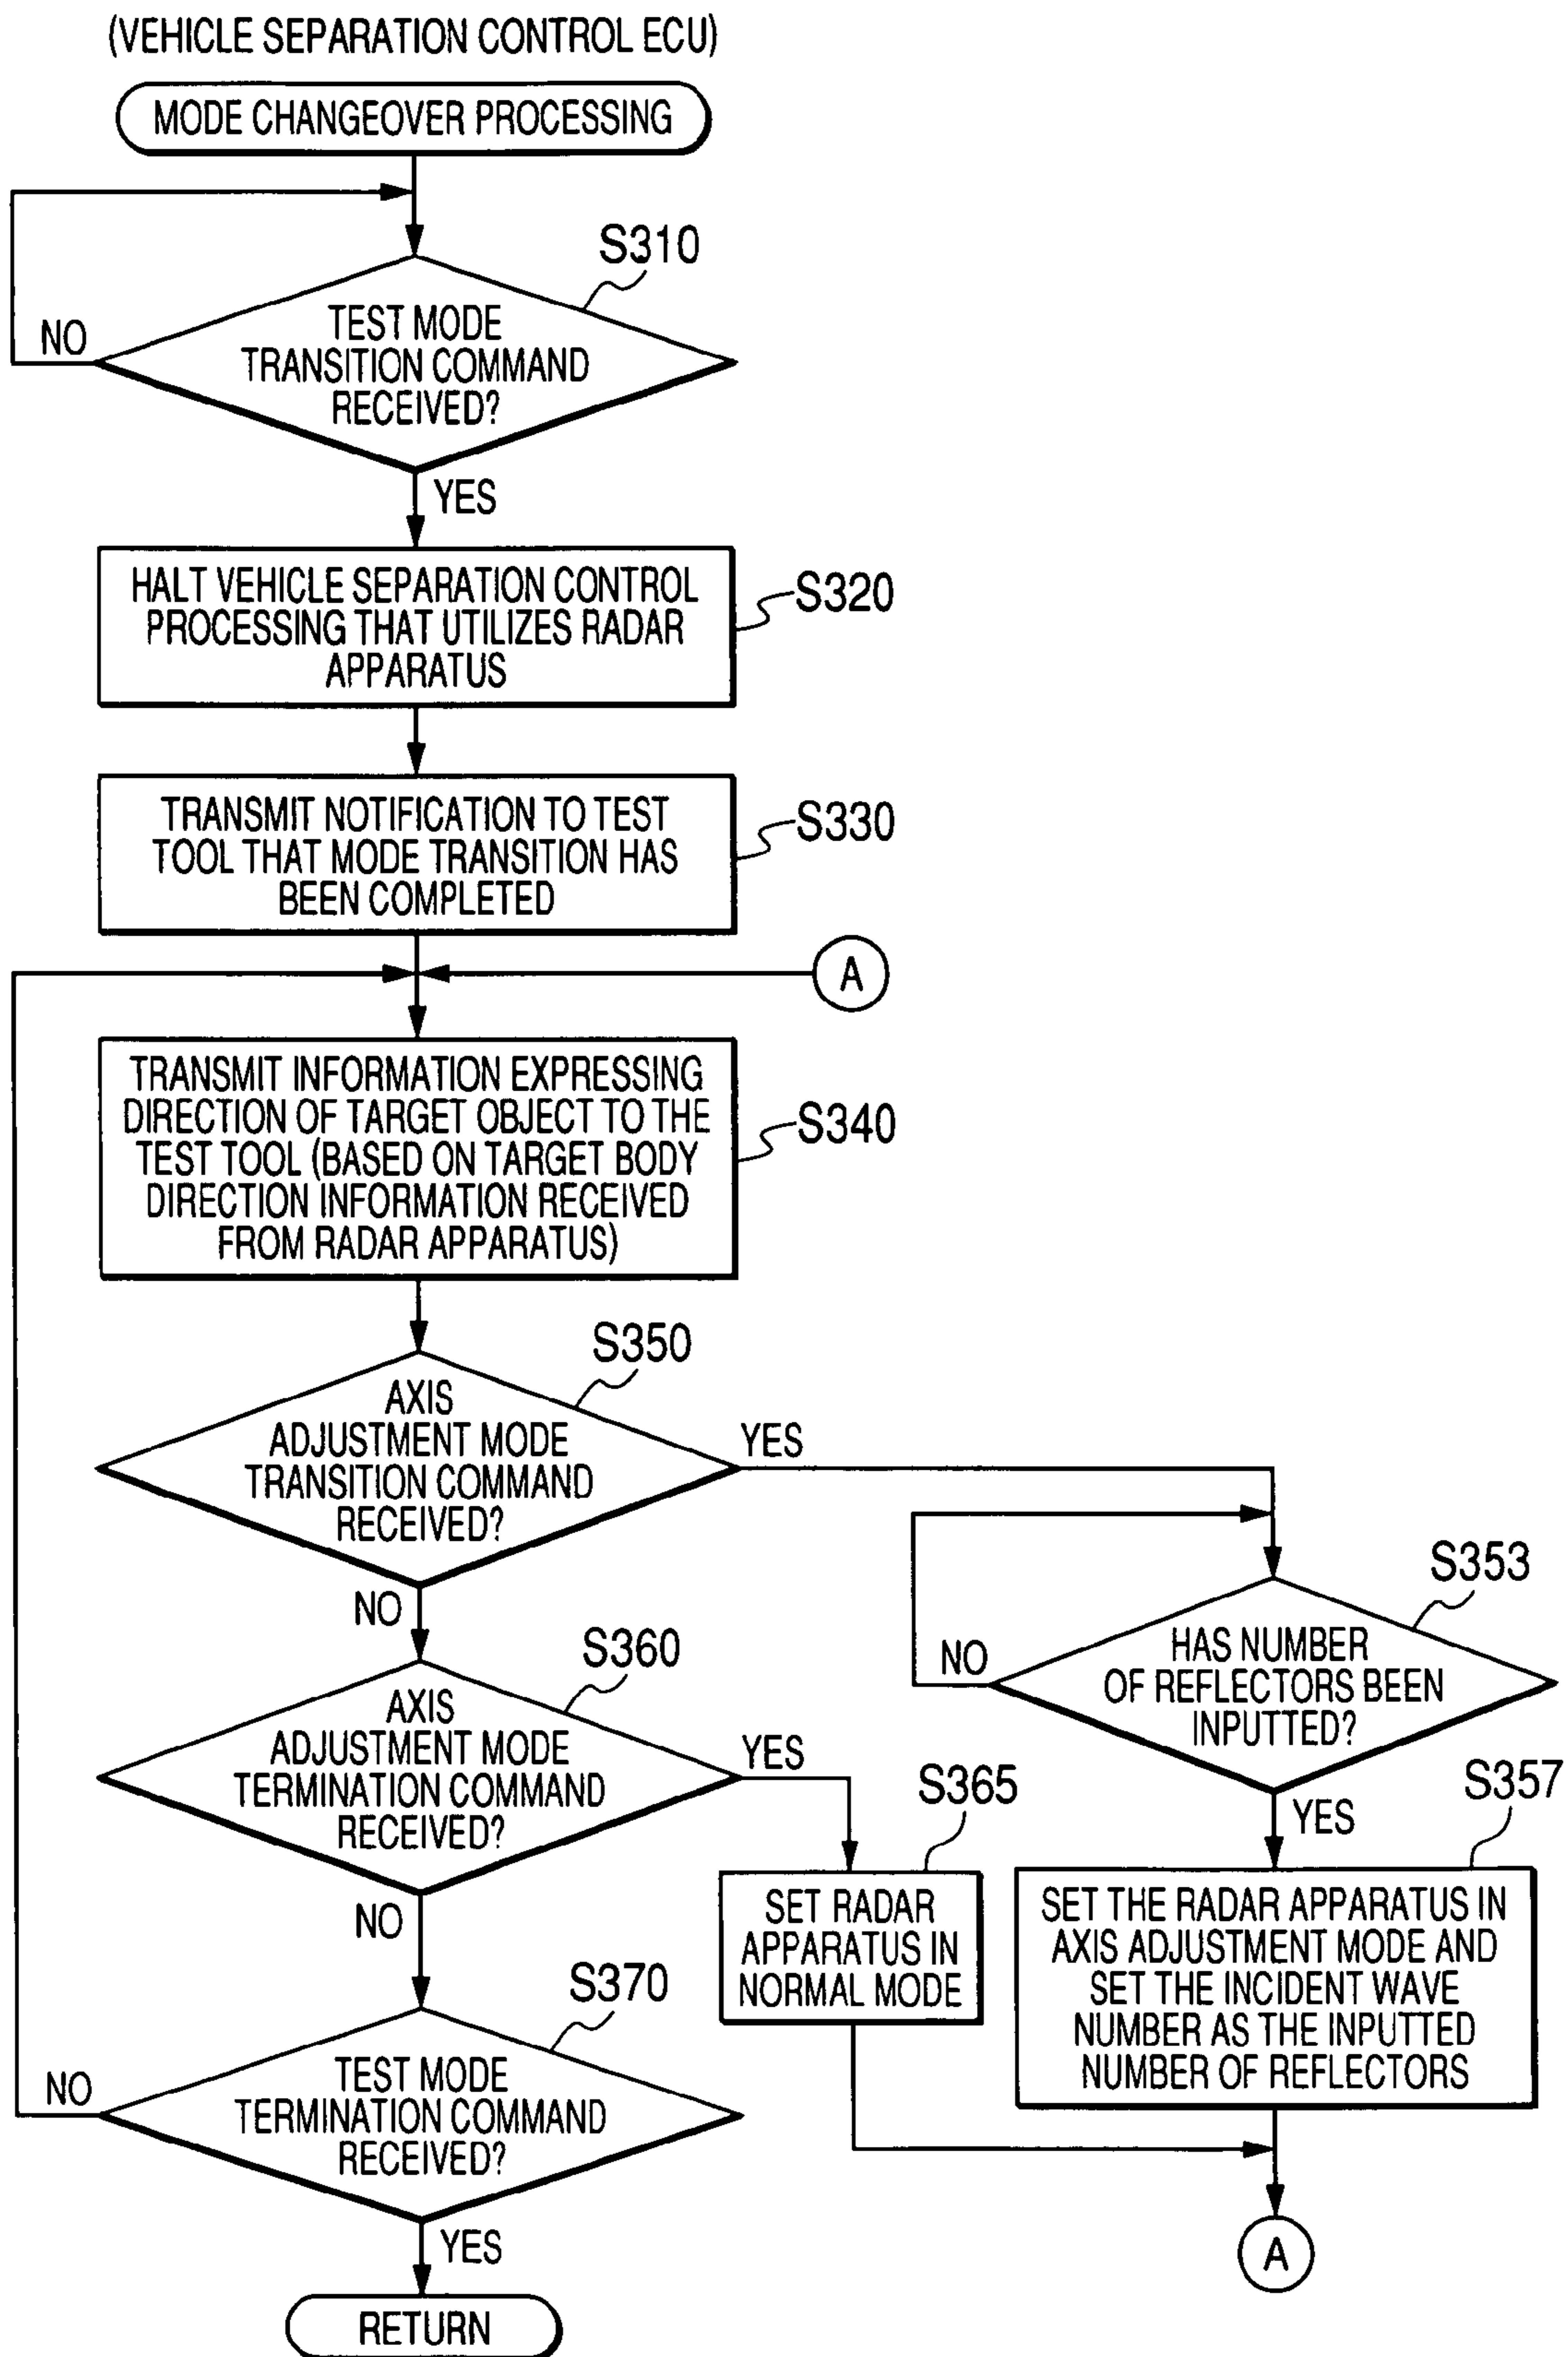 (VEHICLE SEPARATION CONTROL ECU)
MODE CHANGEOVER PROCESSING
S310
TEST MODE
TRANSITION COMMAND
RECEIVED?
NO
YES
HALT VEHICLE SEPARATION CONTROL
PROCESSING THAT UTILIZES RADAR
APPARATUS
S320
TRANSMIT NOTIFICATION TO TEST
TOOL THAT MODE TRANSITION HAS
BEEN COMPLETED
S330
A
TRANSMIT INFORMATION EXPRESSING
DIRECTION OF TARGET OBJECT TO THE
TEST TOOL (BASED ON TARGET BODY
DIRECTION INFORMATION RECEIVED
FROM RADAR APPARATUS)
S340
S350
AXIS
ADJUSTMENT MODE
TRANSITION COMMAND
RECEIVED?
YES
NO
S353
HAS NUMBER
OF REFLECTORS BEEN
INPUTTED?
NO
YES
S360
AXIS
ADJUSTMENT MODE
TERMINATION COMMAND
RECEIVED?
YES
NO
S365
SET RADAR
APPARATUS IN
NORMAL MODE
S357
SET THE RADAR APPARATUS IN
AXIS ADJUSTMENT MODE AND
SET THE INCIDENT WAVE
NUMBER AS THE INPUTTED
NUMBER OF REFLECTORS
S370
TEST MODE
TERMINATION COMMAND
RECEIVED?
NO
YES
A
RETURN